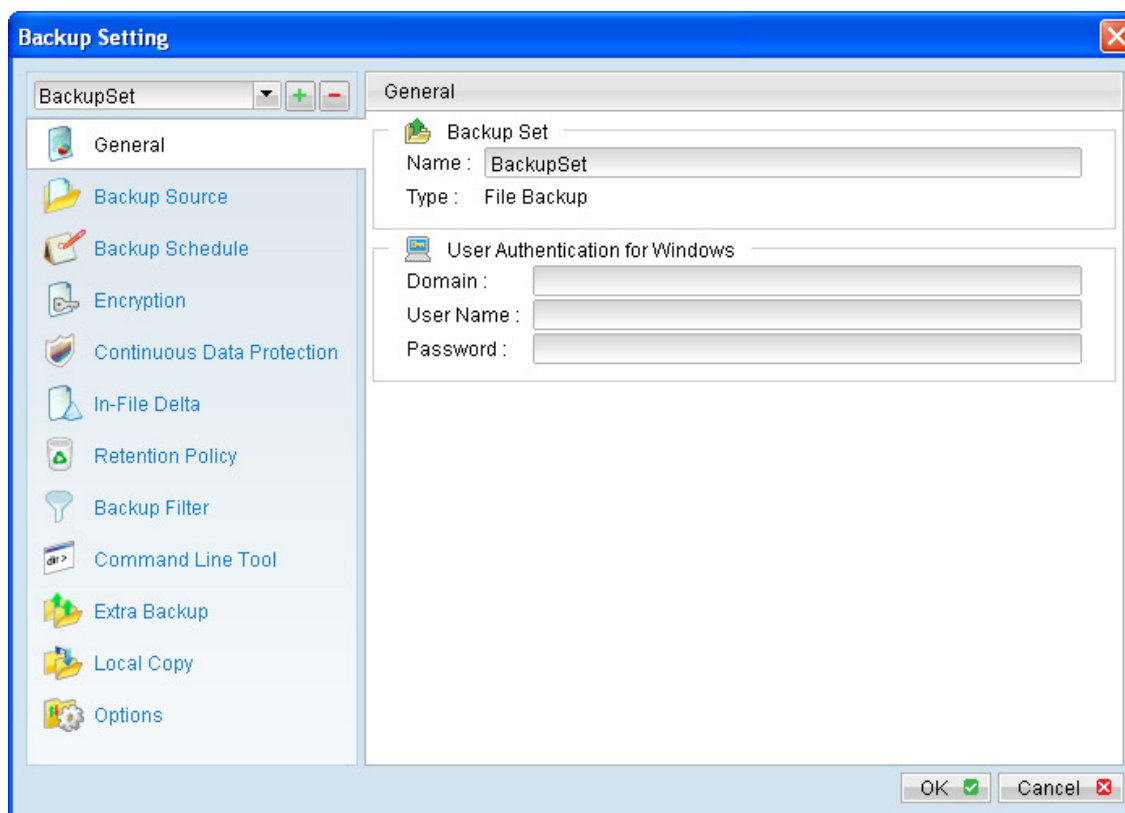 Backup Setting
BackupSet
General
Backup Source
Backup Schedule
Encryption
Continuous Data Protection
In-File Delta
Retention Policy
Backup Filter
dir>
Command Line Tool
Extra Backup
Local Copy
Options
General
Backup Set
Name : BackupSet
Type : File Backup
User Authentication for Windows
Domain :
User Name :
Password :
OK
Cancel